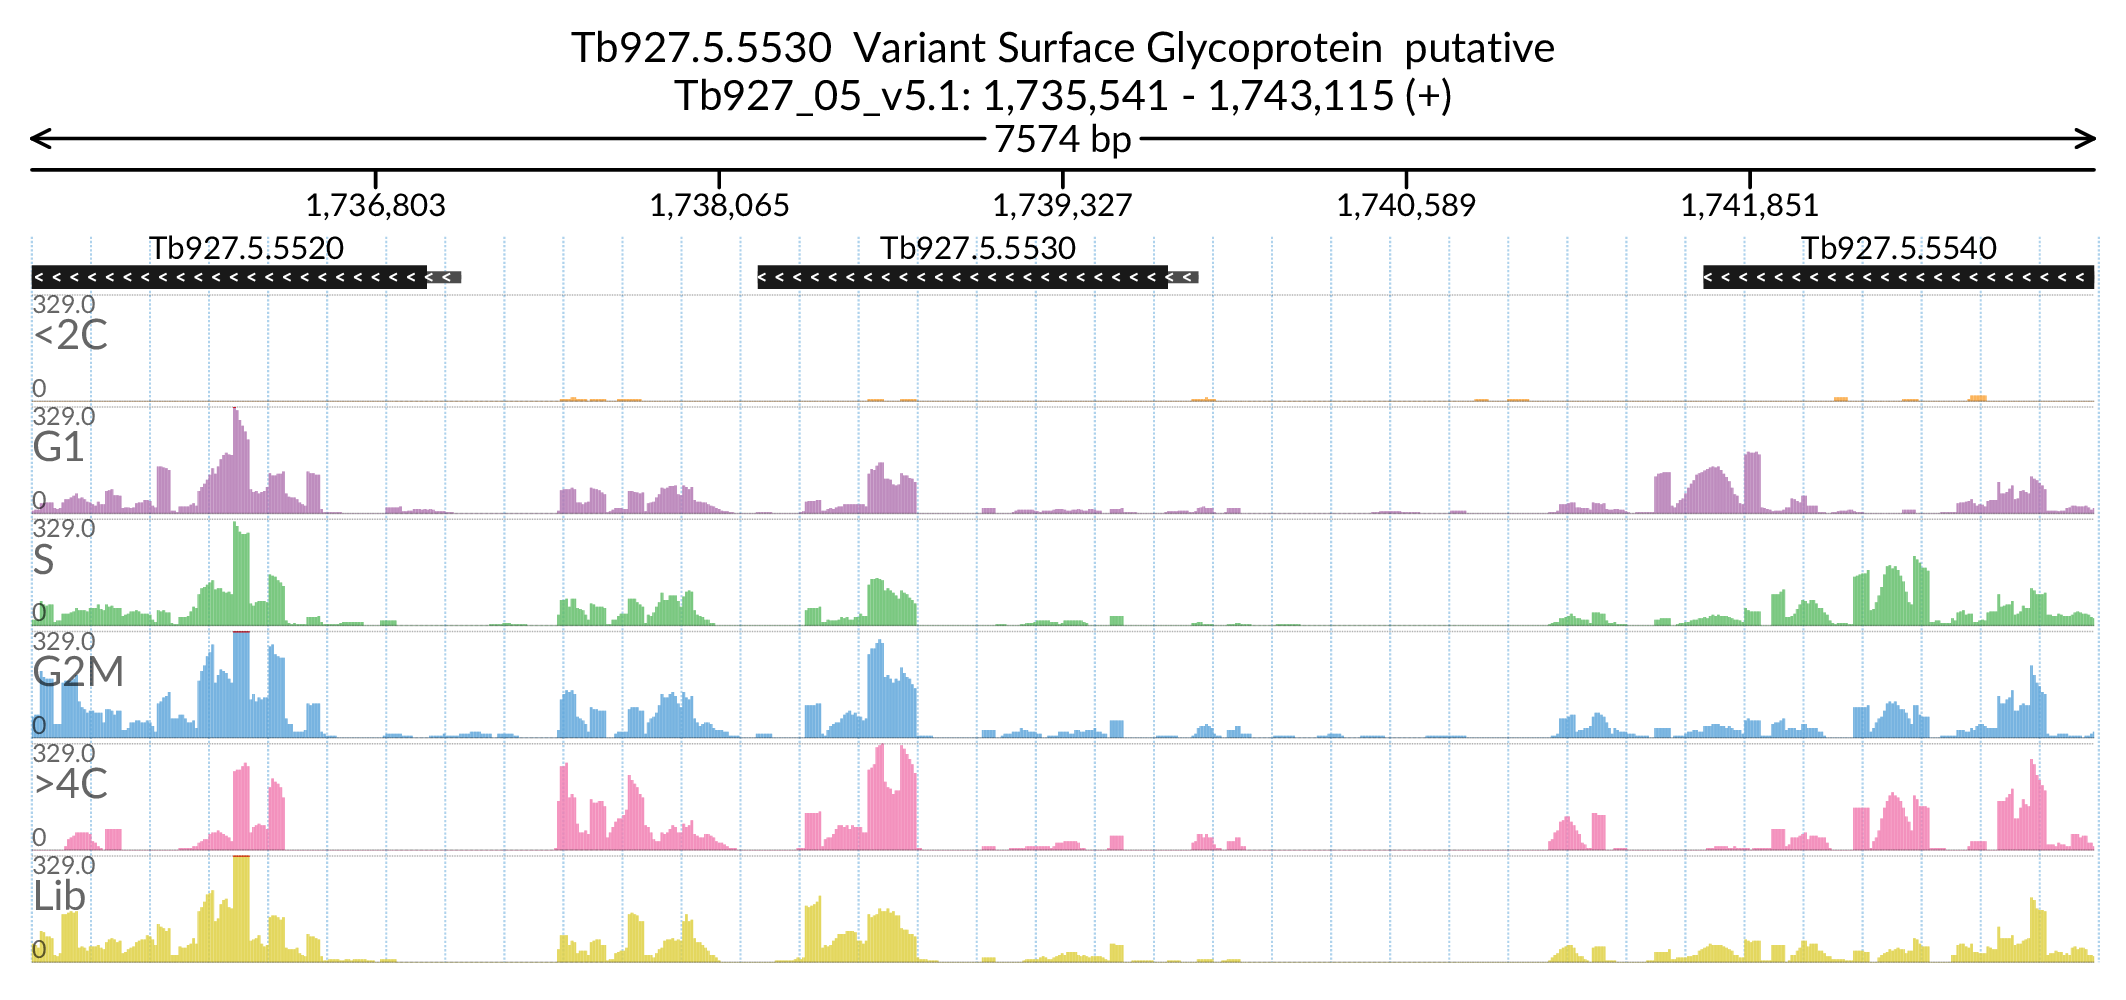 Tb927.5.5530  Variant Surface Glycoprotein  putative
Tb927_05_v5.1: 1,735,541 - 1,743,115 (+)
7574 bp
1,736,803 1,738,065 1,739,327 1,740,589 1,741,851
Tb927.5.5520 Tb927.5.5530 Tb927.5.5540
329.0
<2C
0
329.0
G1
0
329.0
S
0
329.0
G2M
0
329.0
>4C
0
329.0
Lib
0